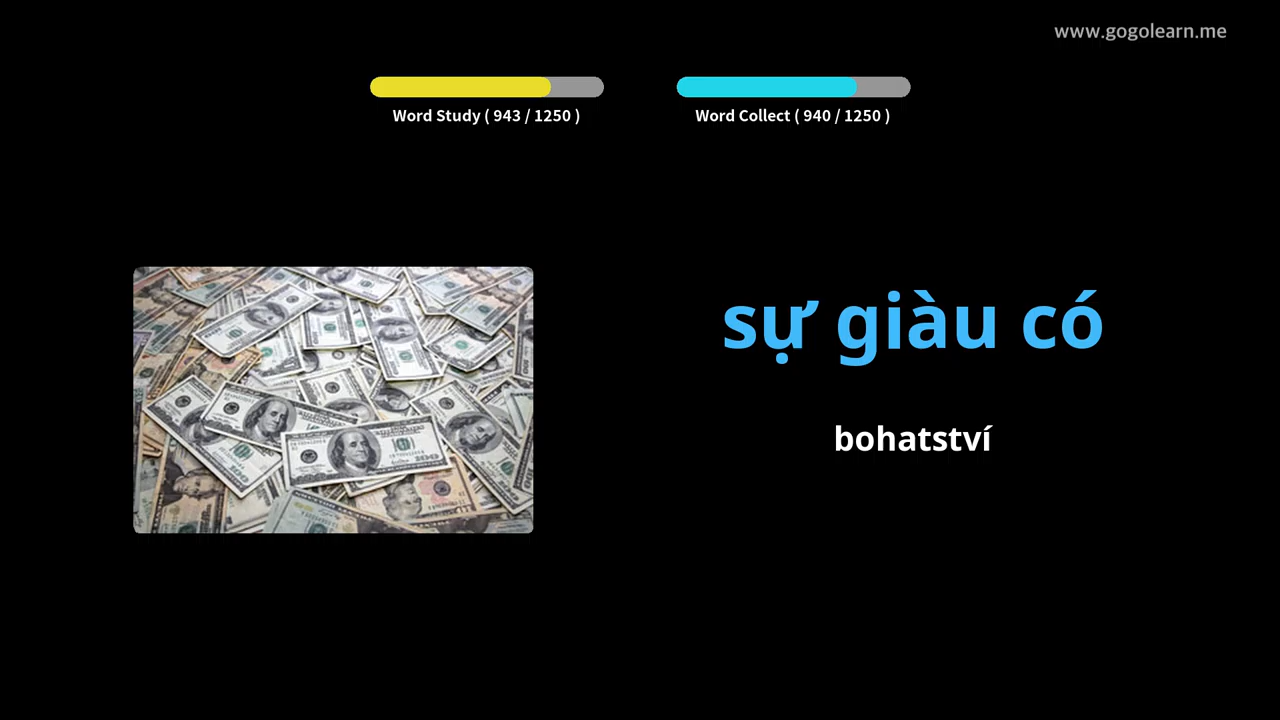 www.gogolearn.me
Word Study ( 943 / 1250 )
Word Collect ( 940 / 1250 )
sự giàu có
bohatství